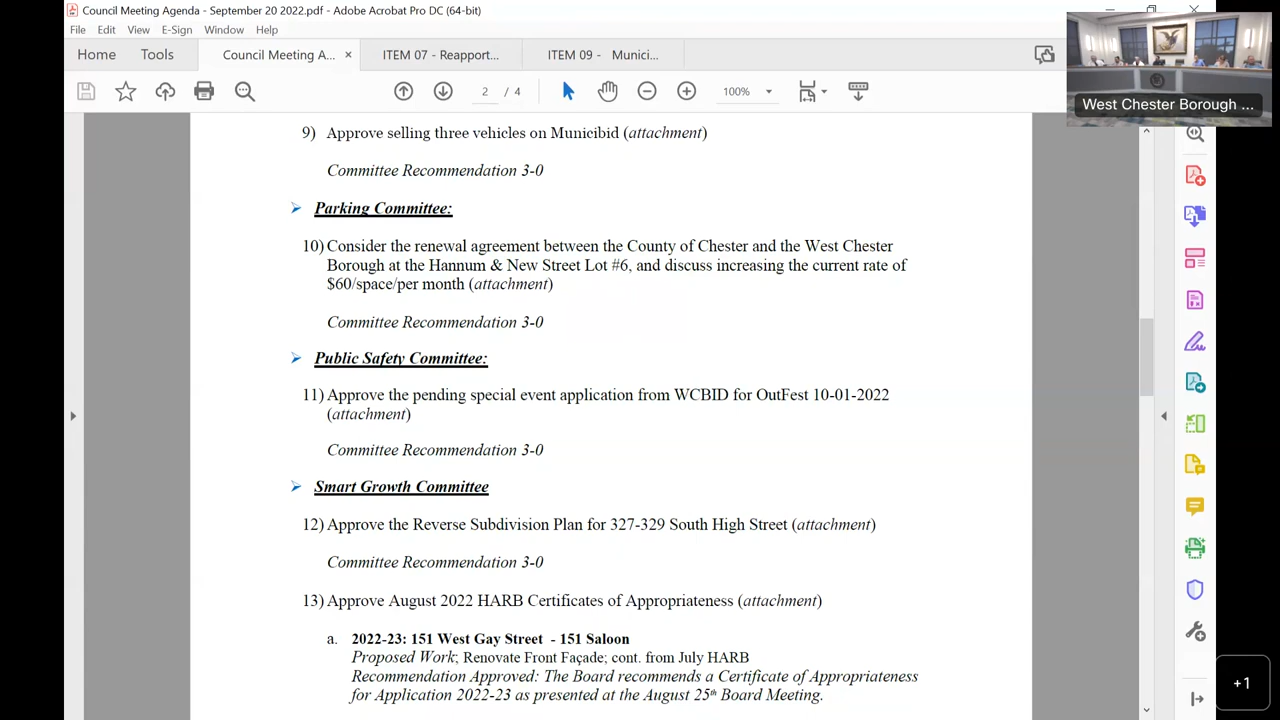 Council Meeting Agenda - September 20 2022.pdf - Adobe Acrobat Pro DC (64-bit)
File Edit View E-Sign Window Help
Home Tools Council Meeting A... × ITEM 07 - Reapport... ITEM 09 - Munici...
2 / 4 100%
West Chester Borough ...
9) Approve selling three vehicles on Municibid (attachment)
Committee Recommendation 3-0
➢ Parking Committee:
10) Consider the renewal agreement between the County of Chester and the West Chester
Borough at the Hannum & New Street Lot #6, and discuss increasing the current rate of
$60/space/per month (attachment)
Committee Recommendation 3-0
➢ Public Safety Committee:
11) Approve the pending special event application from WCBID for OutFest 10-01-2022
(attachment)
Committee Recommendation 3-0
➢ Smart Growth Committee
12) Approve the Reverse Subdivision Plan for 327-329 South High Street (attachment)
Committee Recommendation 3-0
13) Approve August 2022 HARB Certificates of Appropriateness (attachment)
a. 2022-23: 151 West Gay Street - 151 Saloon
Proposed Work; Renovate Front Façade; cont. from July HARB
Recommendation Approved: The Board recommends a Certificate of Appropriateness
for Application 2022-23 as presented at the August 25th Board Meeting.
+1